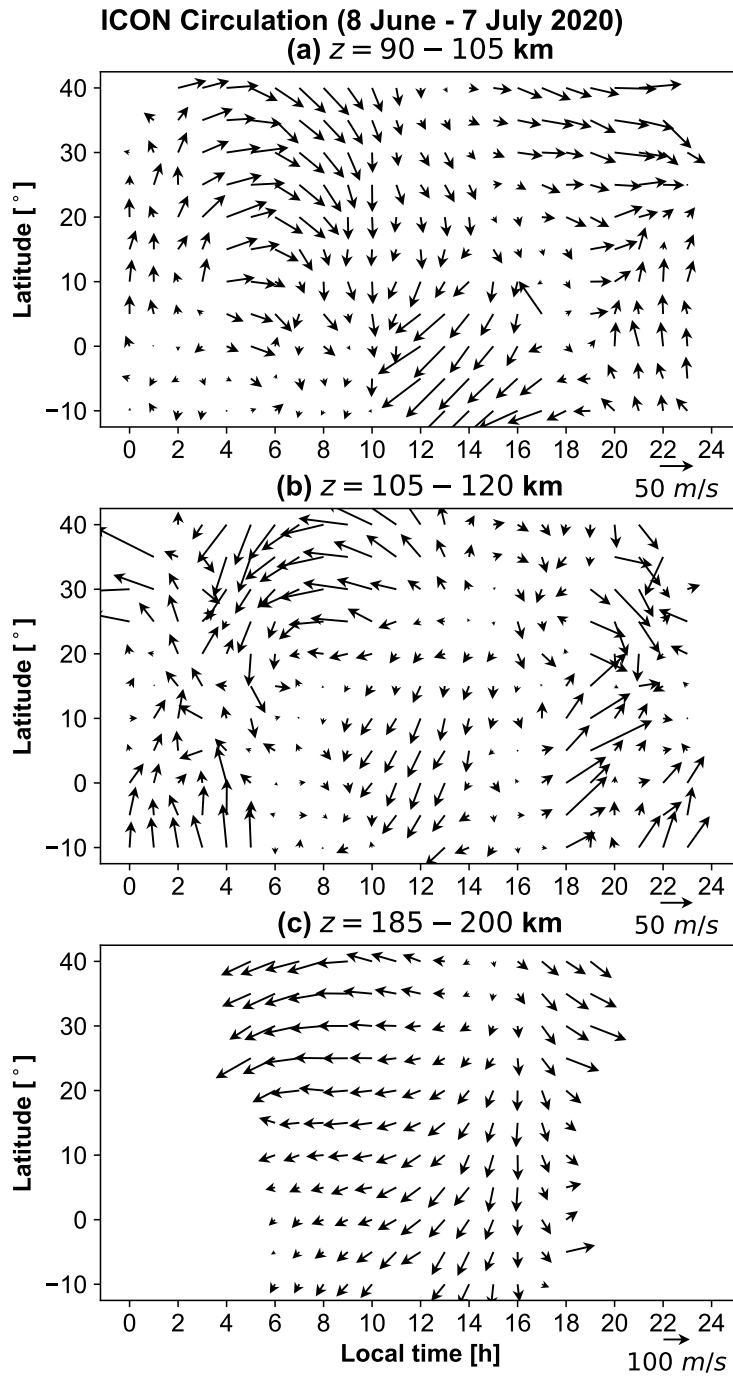 ICON Circulation (8 June - 7 July 2020)
(a) z = 90 − 105 km
40
30
20
10
0
−10
Latitude [°]
0 2 4 6 8 10 12 14 16 18 20 22 24
50 m/s
(b) z = 105 − 120 km
40
30
20
10
0
−10
Latitude [°]
0 2 4 6 8 10 12 14 16 18 20 22 24
50 m/s
(c) z = 185 − 200 km
40
30
20
10
0
−10
Latitude [°]
0 2 4 6 8 10 12 14 16 18 20 22 24
Local time [h]
100 m/s